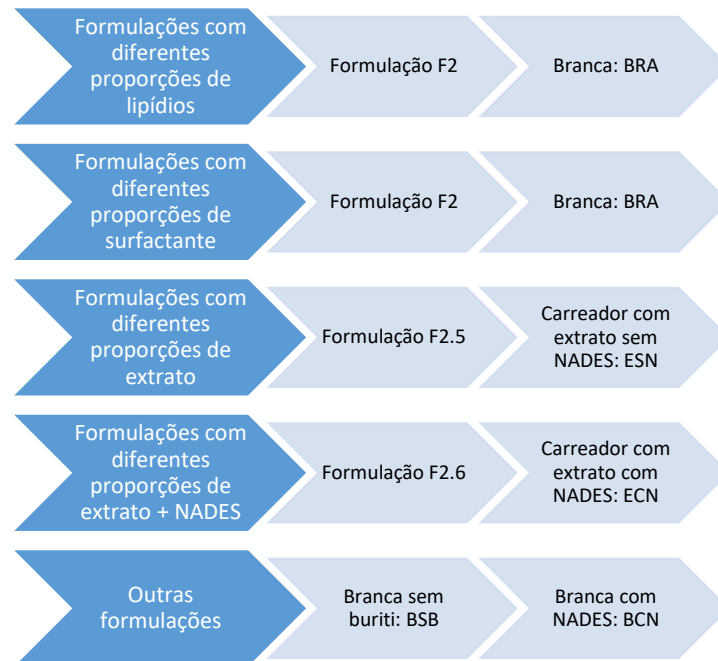 Formulações com
diferentes
proporções de
lipídios
Formulação F2
Branca: BRA
Formulações com
diferentes
proporções de
surfactante
Formulação F2
Branca: BRA
Formulações com
diferentes
proporções de
extrato
Formulação F2.5
Carreador com
extrato sem
NADES: ESN
Formulações com
diferentes
proporções de
extrato + NADES
Formulação F2.6
Carreador com
extrato com
NADES: ECN
Outras
formulações
Branca sem
buriti: BSB
Branca com
NADES: BCN